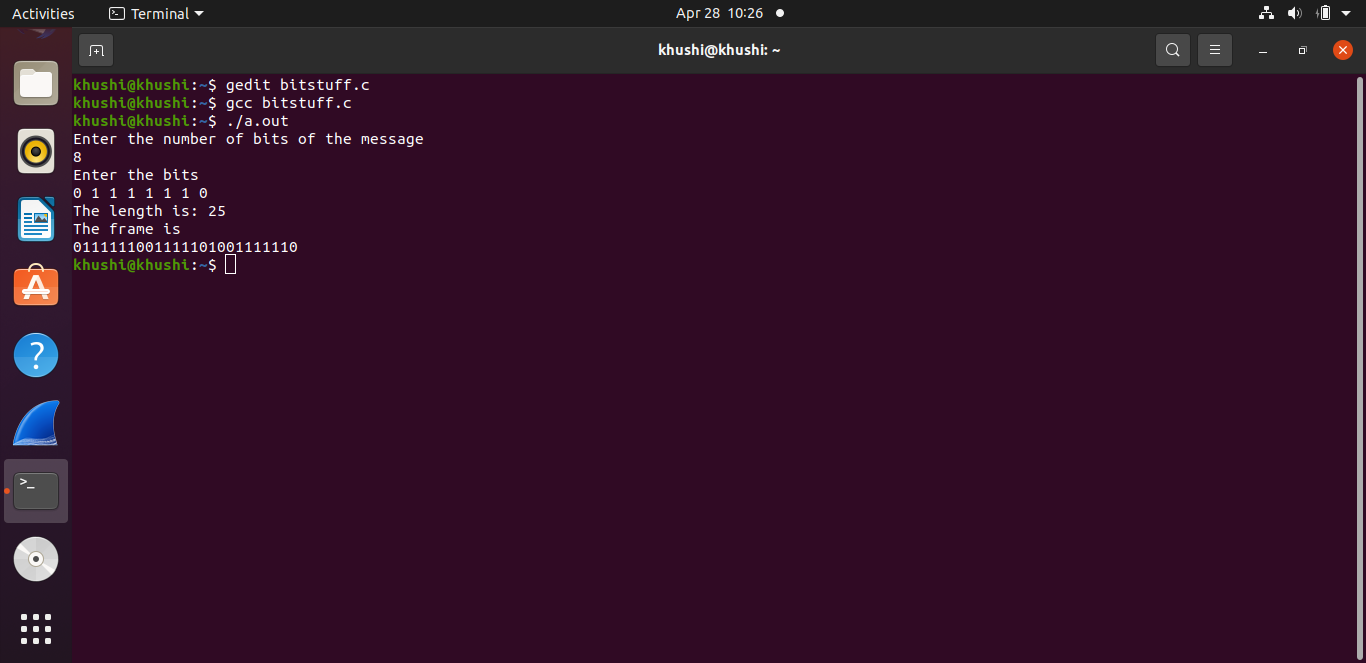 Activities
Terminal
Apr 28 10:26
khushi@khushi: ~
khushi@khushi:~$ gedit bitstuff.c
khushi@khushi:~$ gcc bitstuff.c
khushi@khushi:~$ ./a.out
Enter the number of bits of the message
8
Enter the bits
0 1 1 1 1 1 1 0
The length is: 25
The frame is
0111111001111101001111110
khushi@khushi:~$